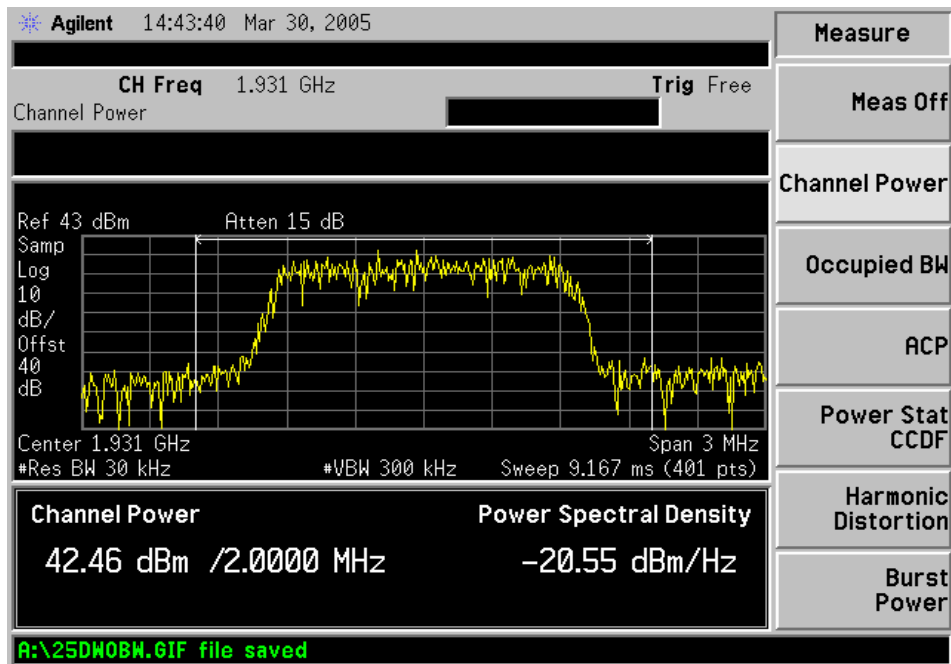 Agilent 14:43:40 Mar 30, 2005
Measure
CH Freq 1.931 GHz Trig Free
Channel Power
Meas Off
Channel Power
Ref 43 dBm Atten 15 dB
Samp
Log
10
dB/
Offst
40
dB
Occupied BW
ACP
Center 1.931 GHz Span 3 MHz
#Res BW 30 kHz #VBW 300 kHz Sweep 9.167 ms (401 pts)
Power Stat
CCDF
Channel Power Power Spectral Density
42.46 dBm /2.0000 MHz -20.55 dBm/Hz
Harmonic
Distortion
Burst
Power
A:\25DWOBW.GIF file saved